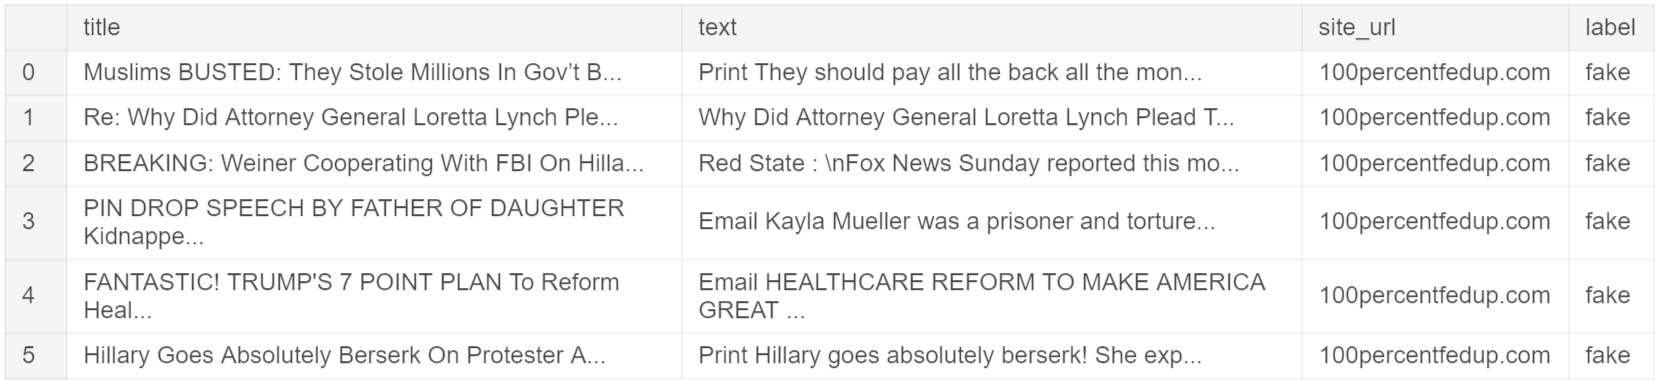 title text site_url label
0 Muslims BUSTED: They Stole Millions In Gov’t B... Print They should pay all the back all the mon... 100percentfedup.com fake
1 Re: Why Did Attorney General Loretta Lynch Ple... Why Did Attorney General Loretta Lynch Plead T... 100percentfedup.com fake
2 BREAKING: Weiner Cooperating With FBI On Hilla... Red State : \nFox News Sunday reported this mo... 100percentfedup.com fake
3 PIN DROP SPEECH BY FATHER OF DAUGHTER
Kidnappe... Email Kayla Mueller was a prisoner and torture... 100percentfedup.com fake
4 FANTASTIC! TRUMP'S 7 POINT PLAN To Reform
Heal... Email HEALTHCARE REFORM TO MAKE AMERICA
GREAT ... 100percentfedup.com fake
5 Hillary Goes Absolutely Berserk On Protester A... Print Hillary goes absolutely berserk! She exp... 100percentfedup.com fake